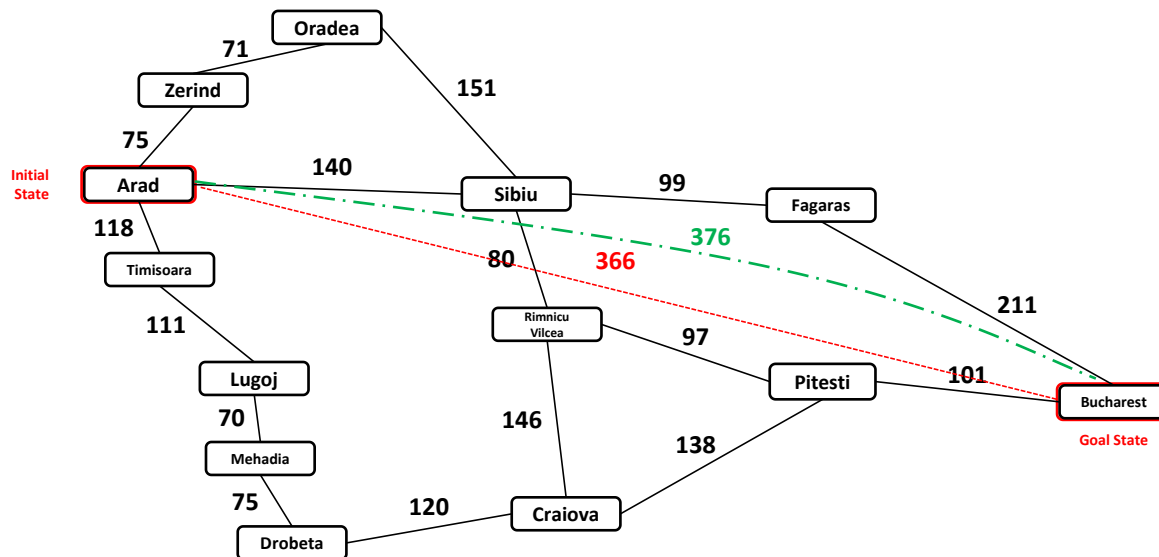 Oradea
71
Zerind
151
75
Initial
State
Arad
140
Sibiu
99
Fagaras
118
376
Timisoara
80
366
111
Rimnicu
Vilcea
97
211
Lugoj
Pitesti
101
Bucharest
70
146
138
Goal State
Mehadia
75
120
Craiova
Drobeta